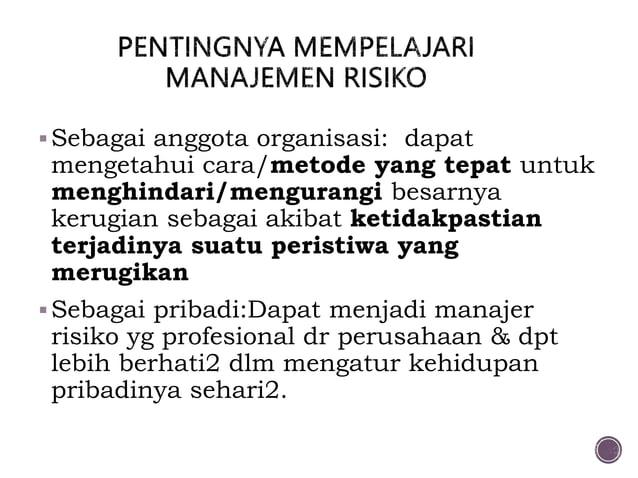 PENTINGNYA MEMPELAJARI
MANAJEMEN RISIKO
Sebagai anggota organisasi: dapat
mengetahui cara/metode yang tepat untuk
menghindari/mengurangi besarnya
kerugian sebagai akibat ketidakpastian
terjadinya suatu peristiwa yang
merugikan
Sebagai pribadi:Dapat menjadi manajer
risiko yg profesional dr perusahaan & dpt
lebih berhati2 dlm mengatur kehidupan
pribadinya sehari2.